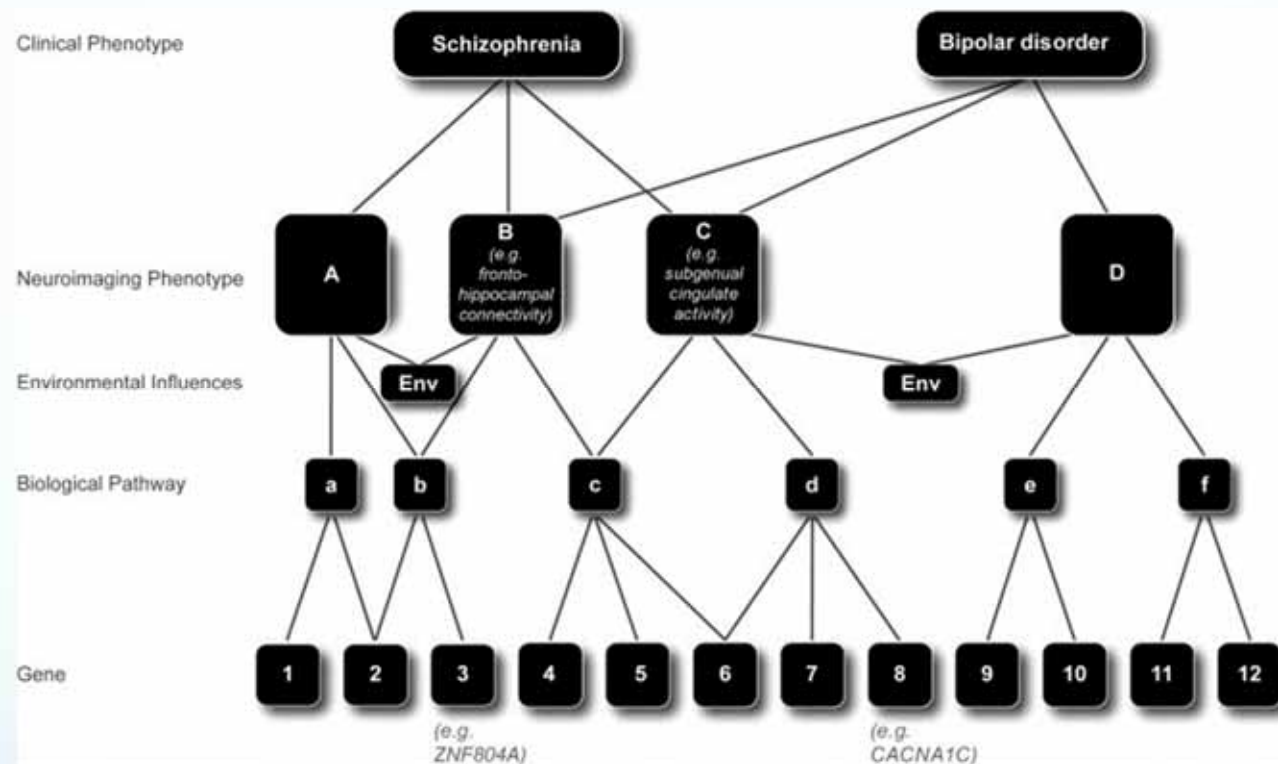 Clinical Phenotype
Schizophrenia
Bipolar disorder
Neuroimaging Phenotype
A
B
(e.g.
fronto-
hippocampal
connectivity)
C
(e.g.
subgenual
cingulate
activity)
D
Environmental Influences
Env
Env
Biological Pathway
a
b
c
d
e
f
Gene
1
2
3
4
5
6
7
8
9
10
11
12
(e.g.
ZNF804A)
(e.g.
CACNA1C)